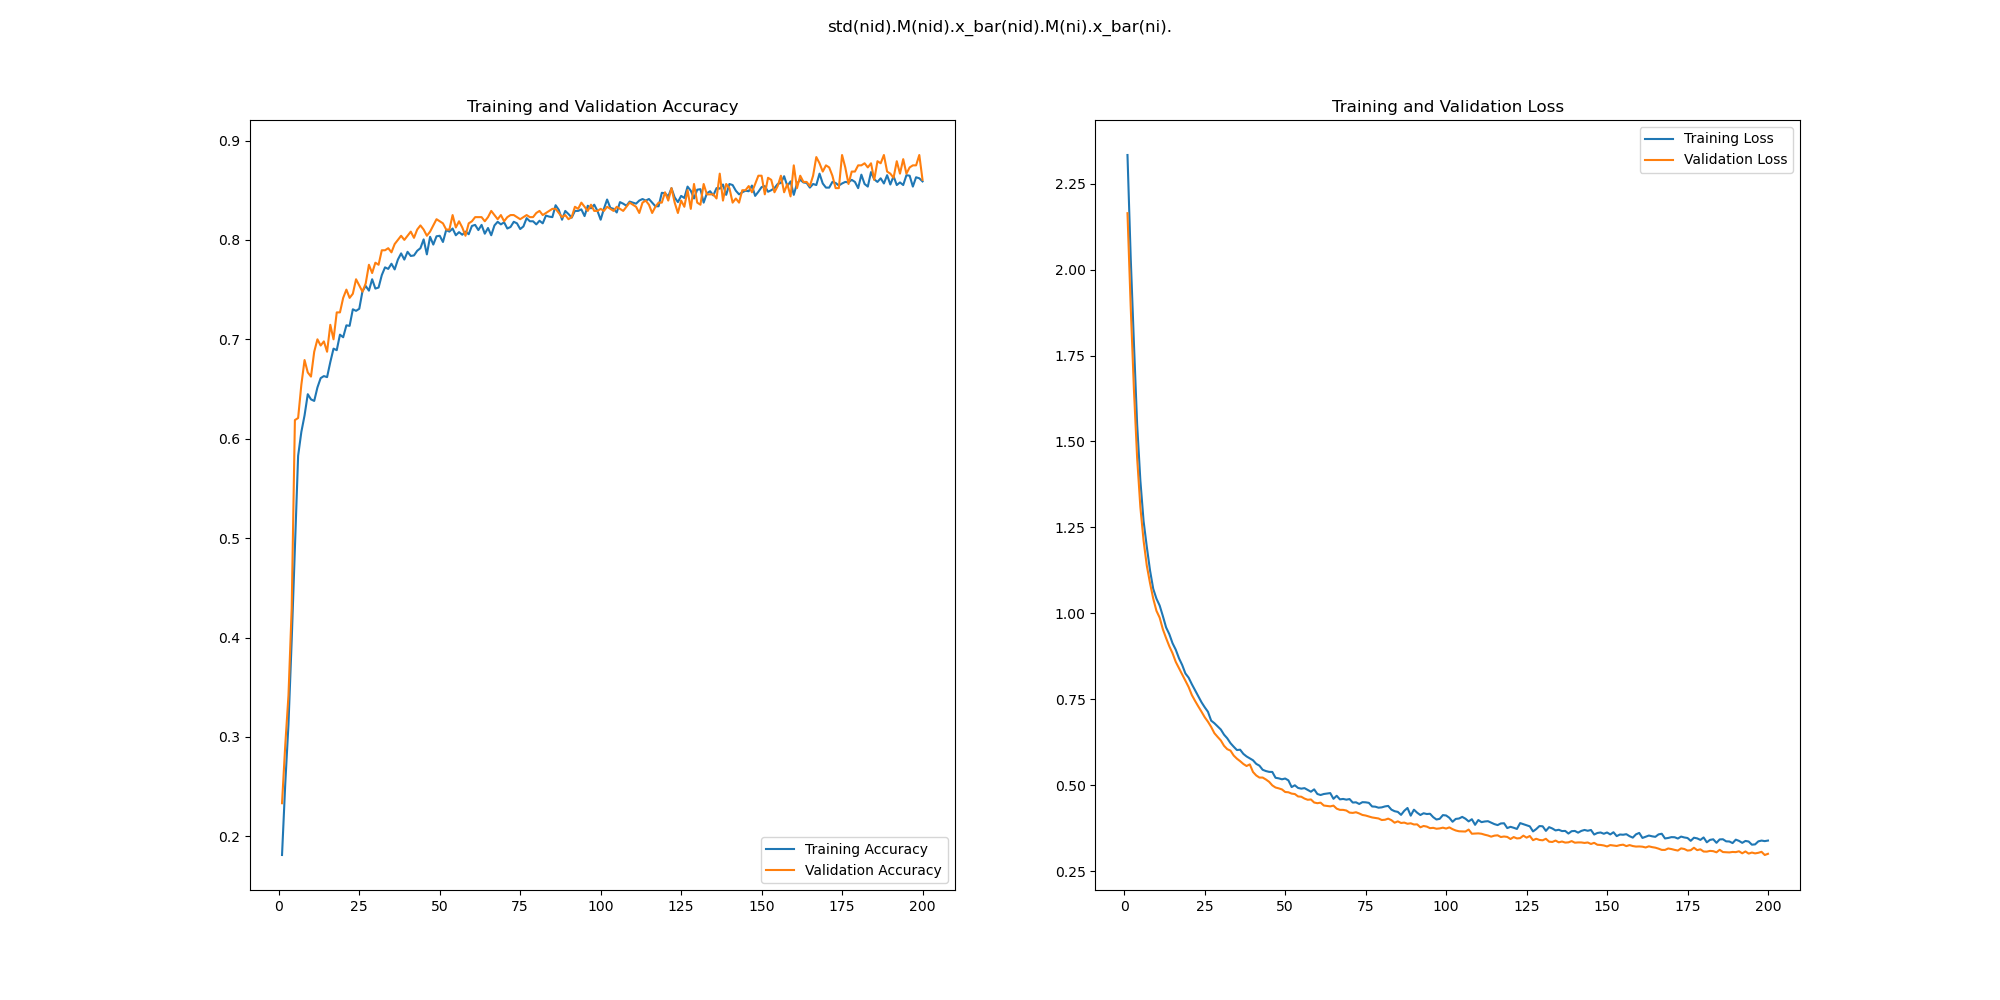 std(nid).M(nid).x_bar(nid).M(ni).x_bar(ni).
Training and Validation Accuracy
0.9
0.8
0.7
0.6
0.5
0.4
0.3
0.2
0 25 50 75 100 125 150 175 200
Training Accuracy
Validation Accuracy
Training and Validation Loss
2.25
2.00
1.75
1.50
1.25
1.00
0.75
0.50
0.25
0 25 50 75 100 125 150 175 200
Training Loss
Validation Loss